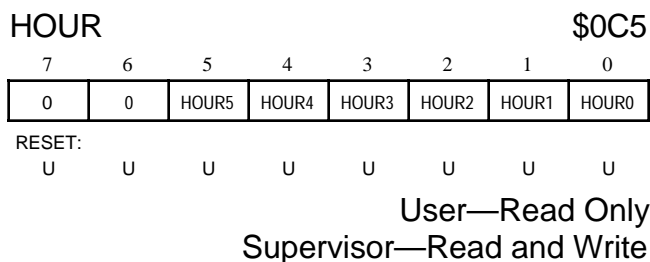 HOUR $0C5
7 6 5 4 3 2 1 0
0 0 HOUR5 HOUR4 HOUR3 HOUR2 HOUR1 HOUR0
RESET:
U U U U U U U U
User—Read Only
Supervisor—Read and Write